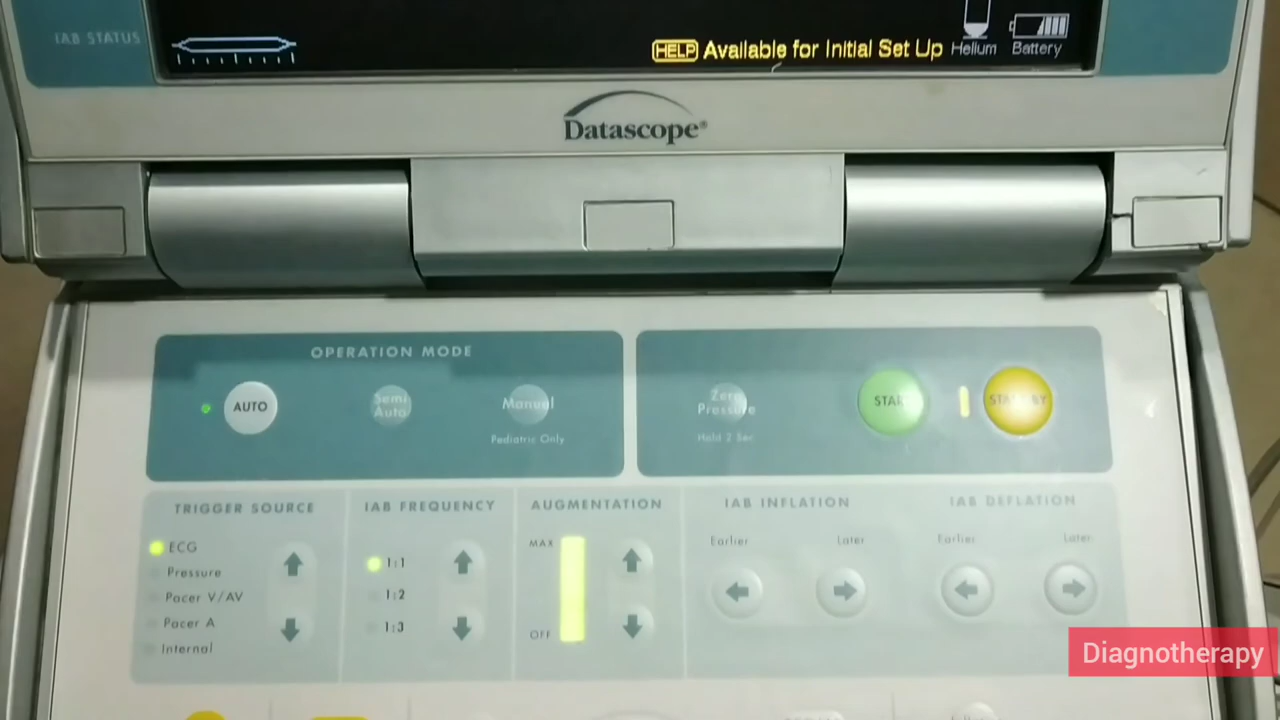 IAB STATUS
HELP Available for Initial Set Up
Helium
Battery
Datascope®
OPERATION MODE
AUTO
Semi
Auto
Manual
Pediatric Only
Zero
Pressure
Hold 2 Sec
START
STANDBY
TRIGGER SOURCE
ECG
Pressure
Pacer V/AV
Pacer A
Internal
IAB FREQUENCY
1:1
1:2
1:3
AUGMENTATION
MAX
OFF
IAB INFLATION
Earlier
Later
IAB DEFLATION
Earlier
Later
Diagnotherapy